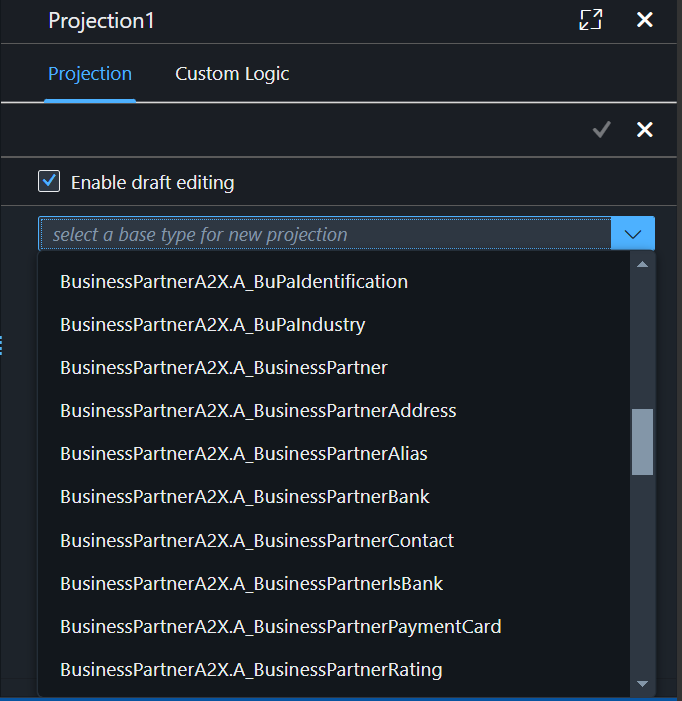 Projection1
Projection
Custom Logic
Enable draft editing
select a base type for new projection
BusinessPartnerA2X.A_BuPaIdentification
BusinessPartnerA2X.A_BuPaIndustry
BusinessPartnerA2X.A_BusinessPartner
BusinessPartnerA2X.A_BusinessPartnerAddress
BusinessPartnerA2X.A_BusinessPartnerAlias
BusinessPartnerA2X.A_BusinessPartnerBank
BusinessPartnerA2X.A_BusinessPartnerContact
BusinessPartnerA2X.A_BusinessPartnerIsBank
BusinessPartnerA2X.A_BusinessPartnerPaymentCard
BusinessPartnerA2X.A_BusinessPartnerRating